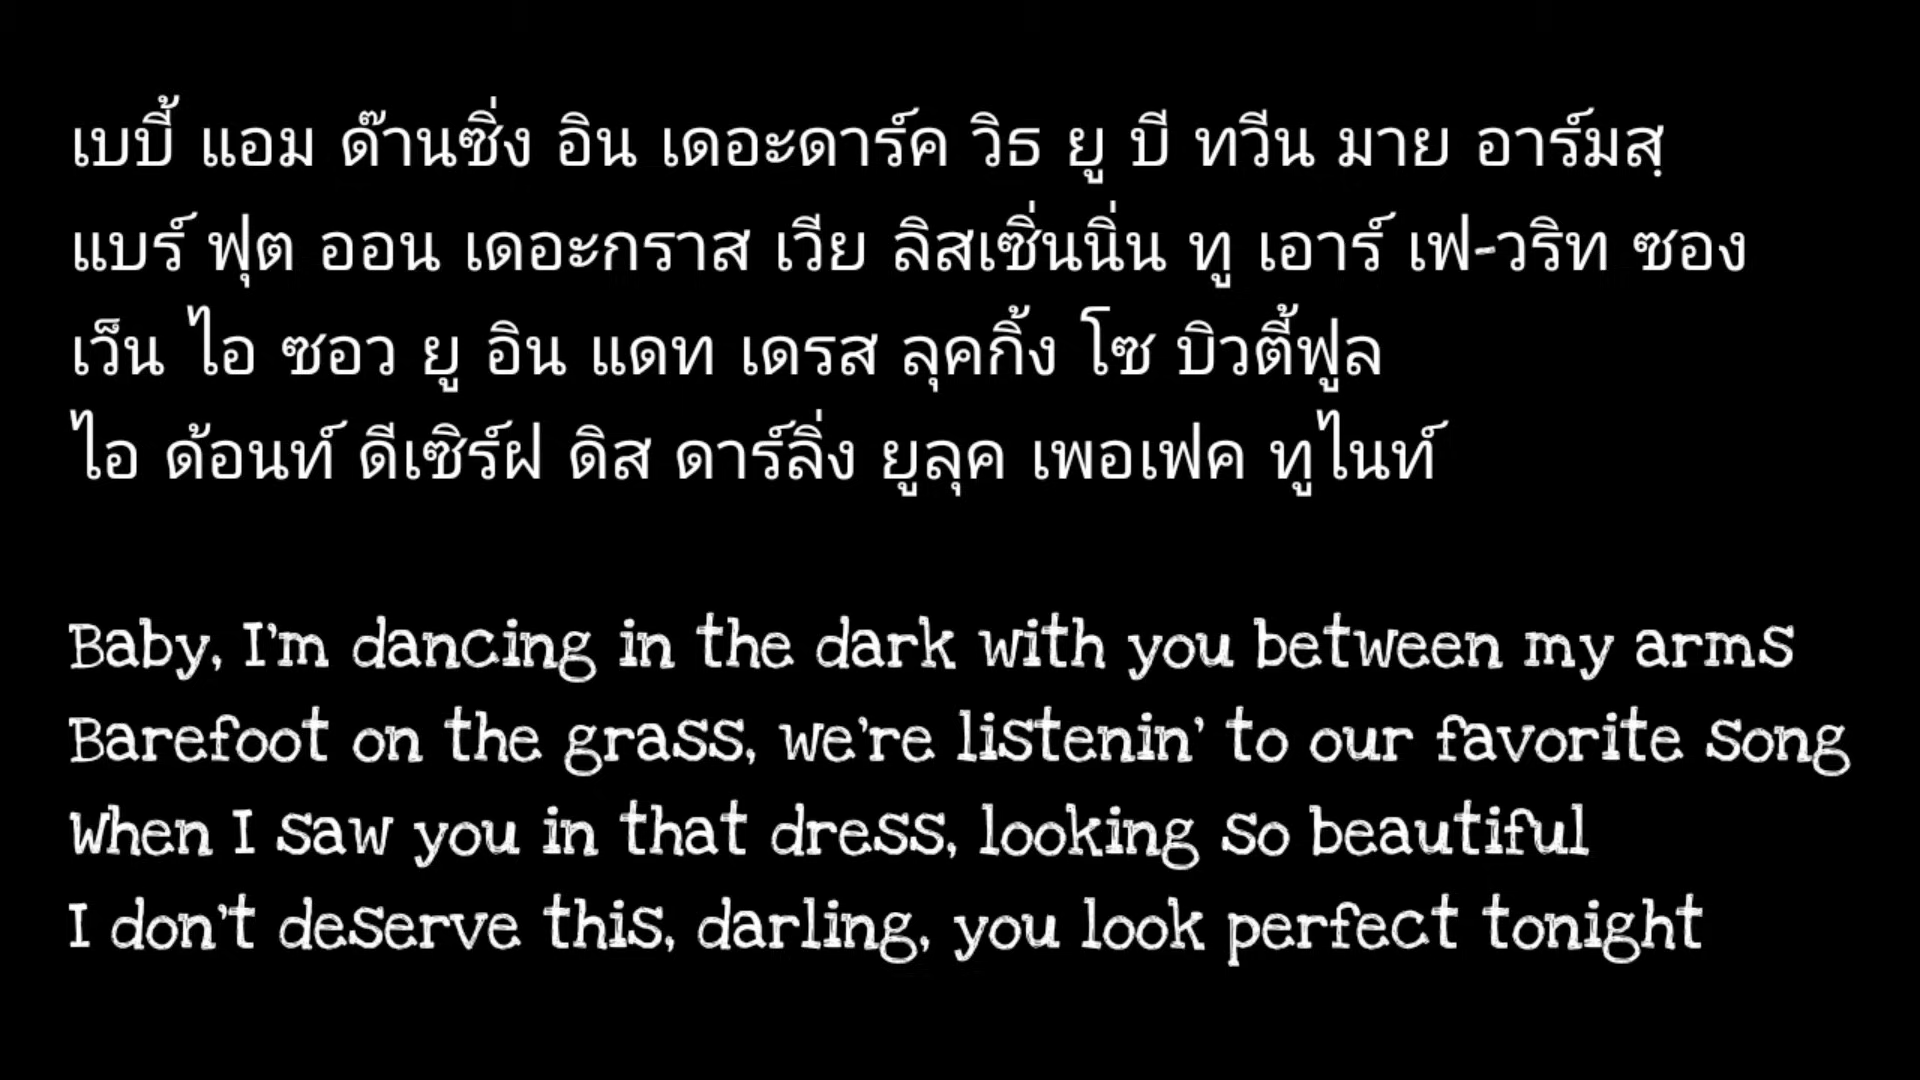 เบบี้ แอม ด๊านซิ่ง อิน เดอะดาร์ค วิธ ยู บี ทวีน มาย อาร์มสฺ
แบร์ ฟุต ออน เดอะกราส เวีย ลิสเซิ่นนิ่น ทู เอาร์ เฟ-วริท ซอง
เว็น ไอ ซอว ยู อิน แดท เดรส ลุคกิ้ง โซ บิวตี้ฟูล
ไอ ด้อนท์ ดีเซิร์ฝ ดิส ดาร์ลิ่ง ยูลุค เพอเฟค ทูไนท์
Baby, I'm dancing in the dark with you between my arms
Barefoot on the grass, we're listenin' to our favorite song
When I saw you in that dress, looking so beautiful
I don't deserve this, darling, you look perfect tonight